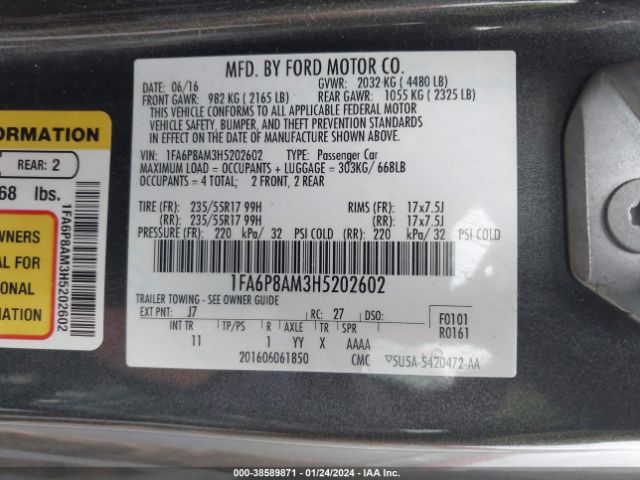 MFD. BY FORD MOTOR CO.
DATE: 06/16 GVWR: 2032 KG ( 4480 LB)
FRONT GAWR: 982 KG ( 2165 LB) REAR GAWR: 1055 KG ( 2325 LB)
THIS VEHICLE CONFORMS TO ALL APPLICABLE FEDERAL MOTOR
VEHICLE SAFETY, BUMPER, AND THEFT PREVENTION STANDARDS
IN EFFECT ON THE DATE OF MANUFACTURE SHOWN ABOVE.
VIN: 1FA6P8AM3H5202602 TYPE: Passenger Car
MAXIMUM LOAD = OCCUPANTS + LUGGAGE = 303KG/ 668LB
OCCUPANTS = 4 TOTAL; 2 FRONT, 2 REAR
TIRE (FR): 235/55R17 99H RIMS (FR): 17x7.5J
(RR): 235/55R17 99H (RR): 17x7.5J
PRESSURE (FR): 220 kPa/ 32 PSI COLD (RR): 220 kPa/ 32 PSI COLD
1FA6P8AM3H5202602
TRAILER TOWING - SEE OWNER GUIDE
EXT PNT: J7 RC: 27 DSO: F0101
R0161
INT TR TP/PS R AXLE TR SPR
11 1 YY X AAAA
201606061850 CMC 5U5A-5420472-AA
ORMATION
REAR: 2
68 lbs.
WNERS
AL FOR
IONAL
MATION
1FA6P8AM3H5202602
000-38589871 - 01/24/2024 - IAA Inc.